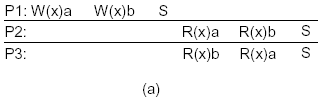 P1: W(x)a W(x)b S
P2: R(x)a R(x)b S
P3: R(x)b R(x)a S
(a)